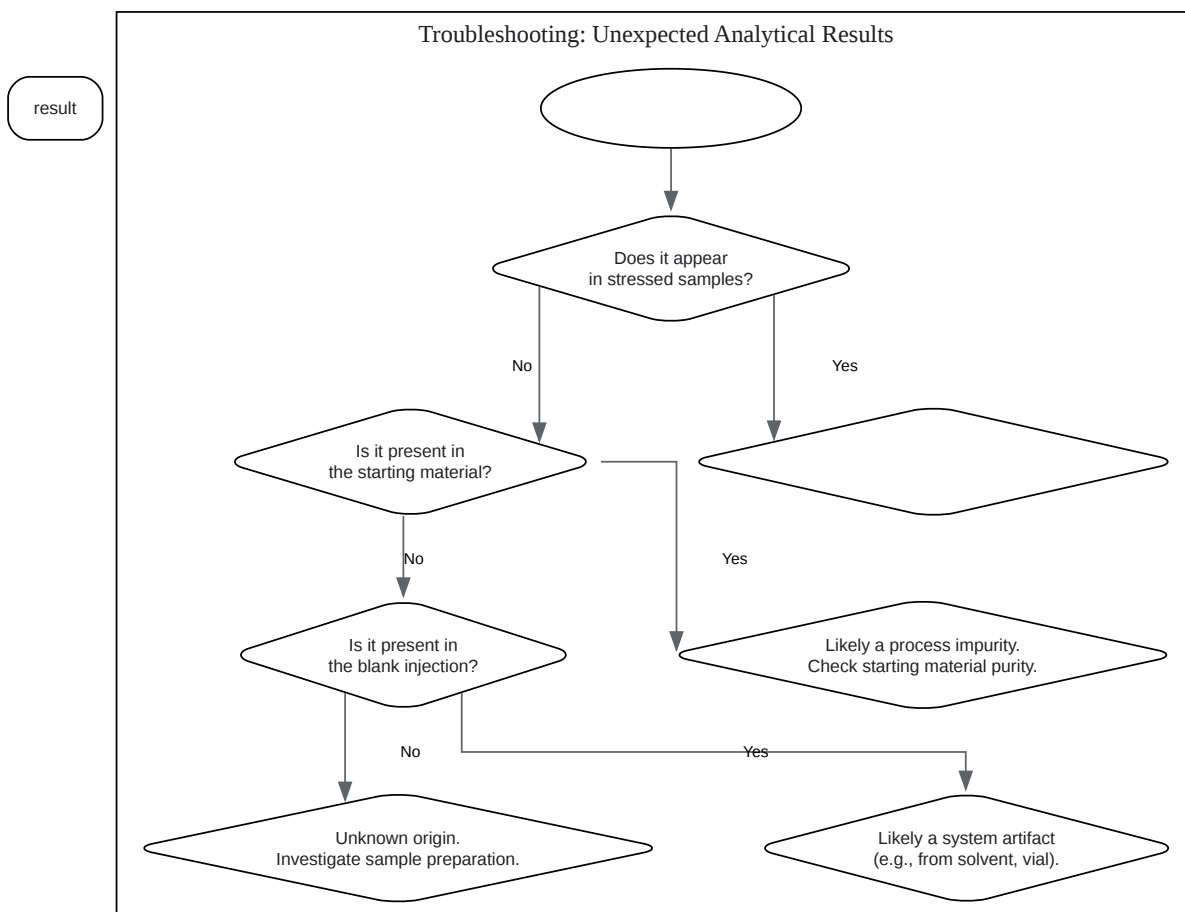 Troubleshooting: Unexpected Analytical Results
result
Does it appear
in stressed samples?
No
Yes
Is it present in
the starting material?
No
Yes
Is it present in
the blank injection?
Likely a process impurity.
Check starting material purity.
No
Yes
Unknown origin.
Investigate sample preparation.
Likely a system artifact
(e.g., from solvent, vial).